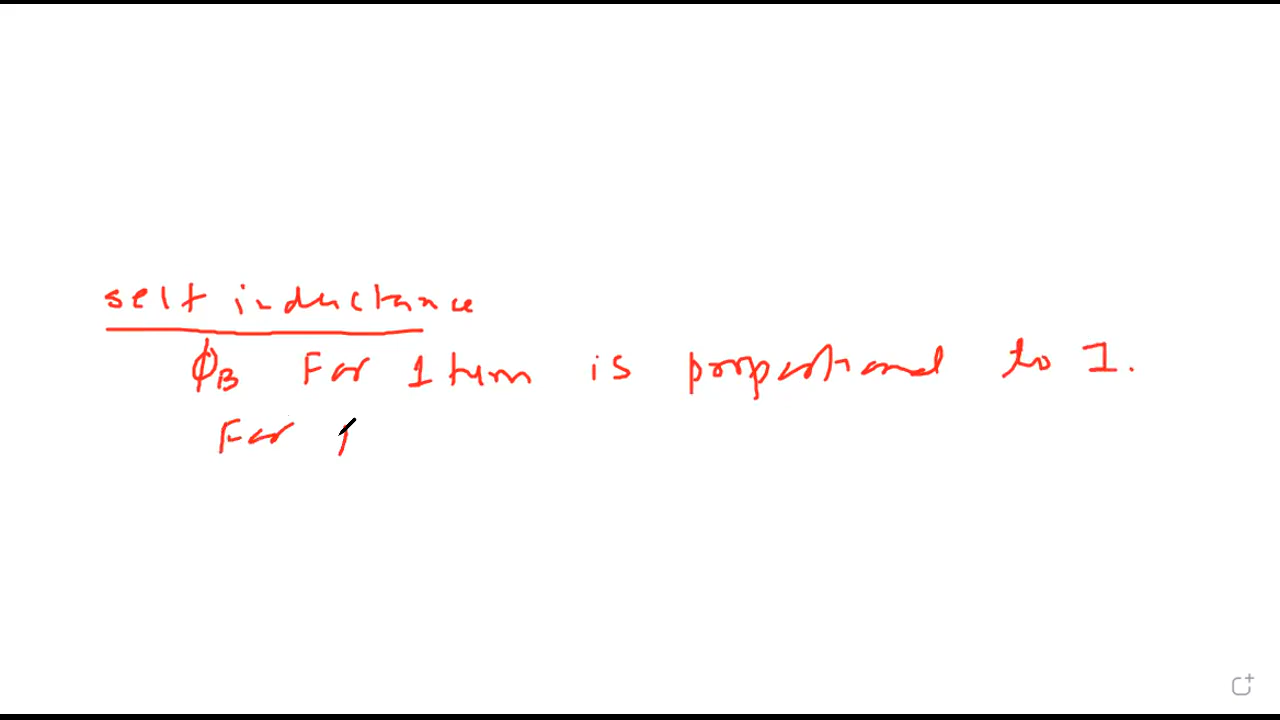 self inductance
ΦB For 1 turn is proportional to I.
For